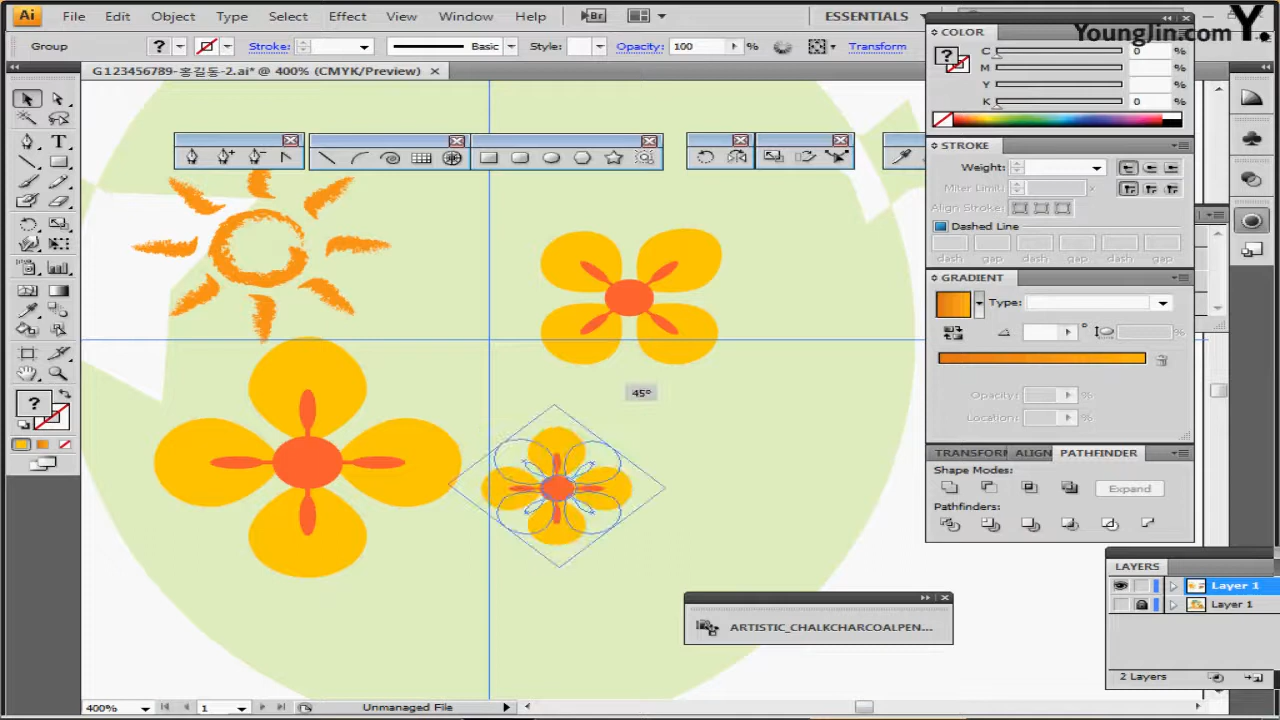 Ai File Edit Object Type Select Effect View Window Help Br ESSENTIALS
Y.
YoungJin.com
Group ? Stroke: Basic Style: Opacity: 100 % Transform
G123456789-홍길동-2.ai* @ 400% (CMYK/Preview)
COLOR
?
C 0 %
M %
Y %
K 0 %
STROKE
Weight:
Miter Limit: x
Align Stroke:
Dashed Line
dash gap dash gap dash gap
GRADIENT
Type:
°
%
Opacity: %
Location: %
45°
?
TRANSFORM ALIGN PATHFINDER
Shape Modes:
Expand
Pathfinders:
LAYERS
Layer 1
Layer 1
ARTISTIC_CHALKCHARCOALPEN...
2 Layers
400% 1 Unmanaged File